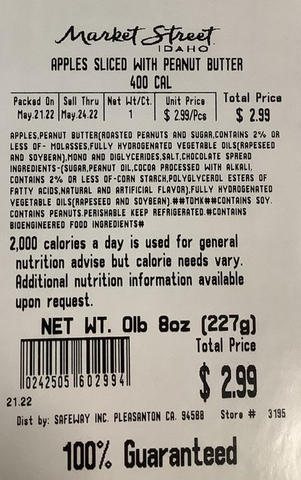 Market Street
IDAHO
APPLES SLICED WITH PEANUT BUTTER
400 CAL
Packed On Sell Thru Net Wt/Ct. Unit Price Total Price
May.21.22 May.24.22 1 $ 2.99/Pcs $ 2.99
APPLES,PEANUT BUTTER(ROASTED PEANUTS AND SUGAR,CONTAINS 2% OR
LESS OF- MOLASSES,FULLY HYDROGENATED VEGETABLE OILS(RAPESEED
AND SOYBEAN),MONO AND DIGLYCERIDES,SALT,CHOCOLATE SPREAD
INGREDIENTS-(SUGAR,PEANUT OIL,COCOA PROCESSED WITH ALKALI,
CONTAINS 2% OR LESS OF-CORN STARCH,POLYGLYCEROL ESTERS OF
FATTY ACIDS,NATURAL AND ARTIFICIAL FLAVOR),FULLY HYDROGENATED
VEGETABLE OILS(RAPESEED AND SOYBEAN).##TDMK##CONTAINS SOY.
CONTAINS PEANUTS.PERISHABLE KEEP REFRIGERATED.#CONTAINS
BIOENGINEERED FOOD INGREDIENTS#
2,000 calories a day is used for general
nutrition advise but calorie needs vary.
Additional nutrition information available
upon request.
NET WT. 0lb 8oz (227g)
Total Price
$ 2.99
0242505 602994
21.22
Dist by: SAFEWAY INC. PLEASANTON CA. 94588 Store # 3195
100% Guaranteed